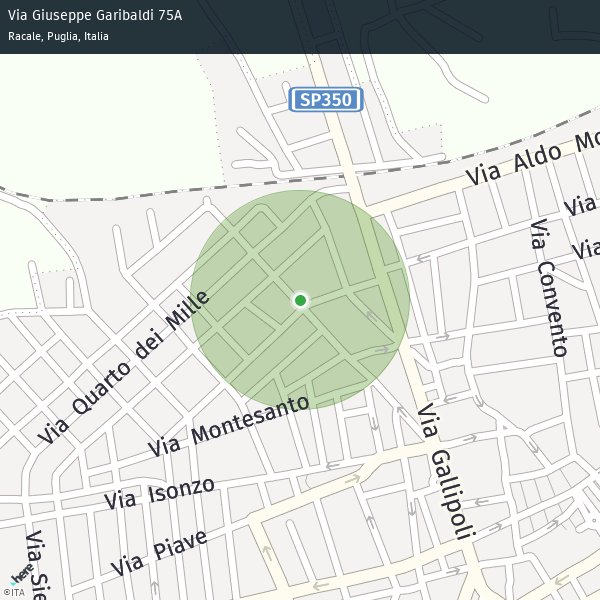 Via Giuseppe Garibaldi 75A
Racale, Puglia, Italia
SP350
Via Aldo Mo
Via
Via
Via Convento
Via Quarto dei Mille
Via Montesanto
Via Gallipoli
Via Isonzo
Via Piave
Via Sie
here
©ITA